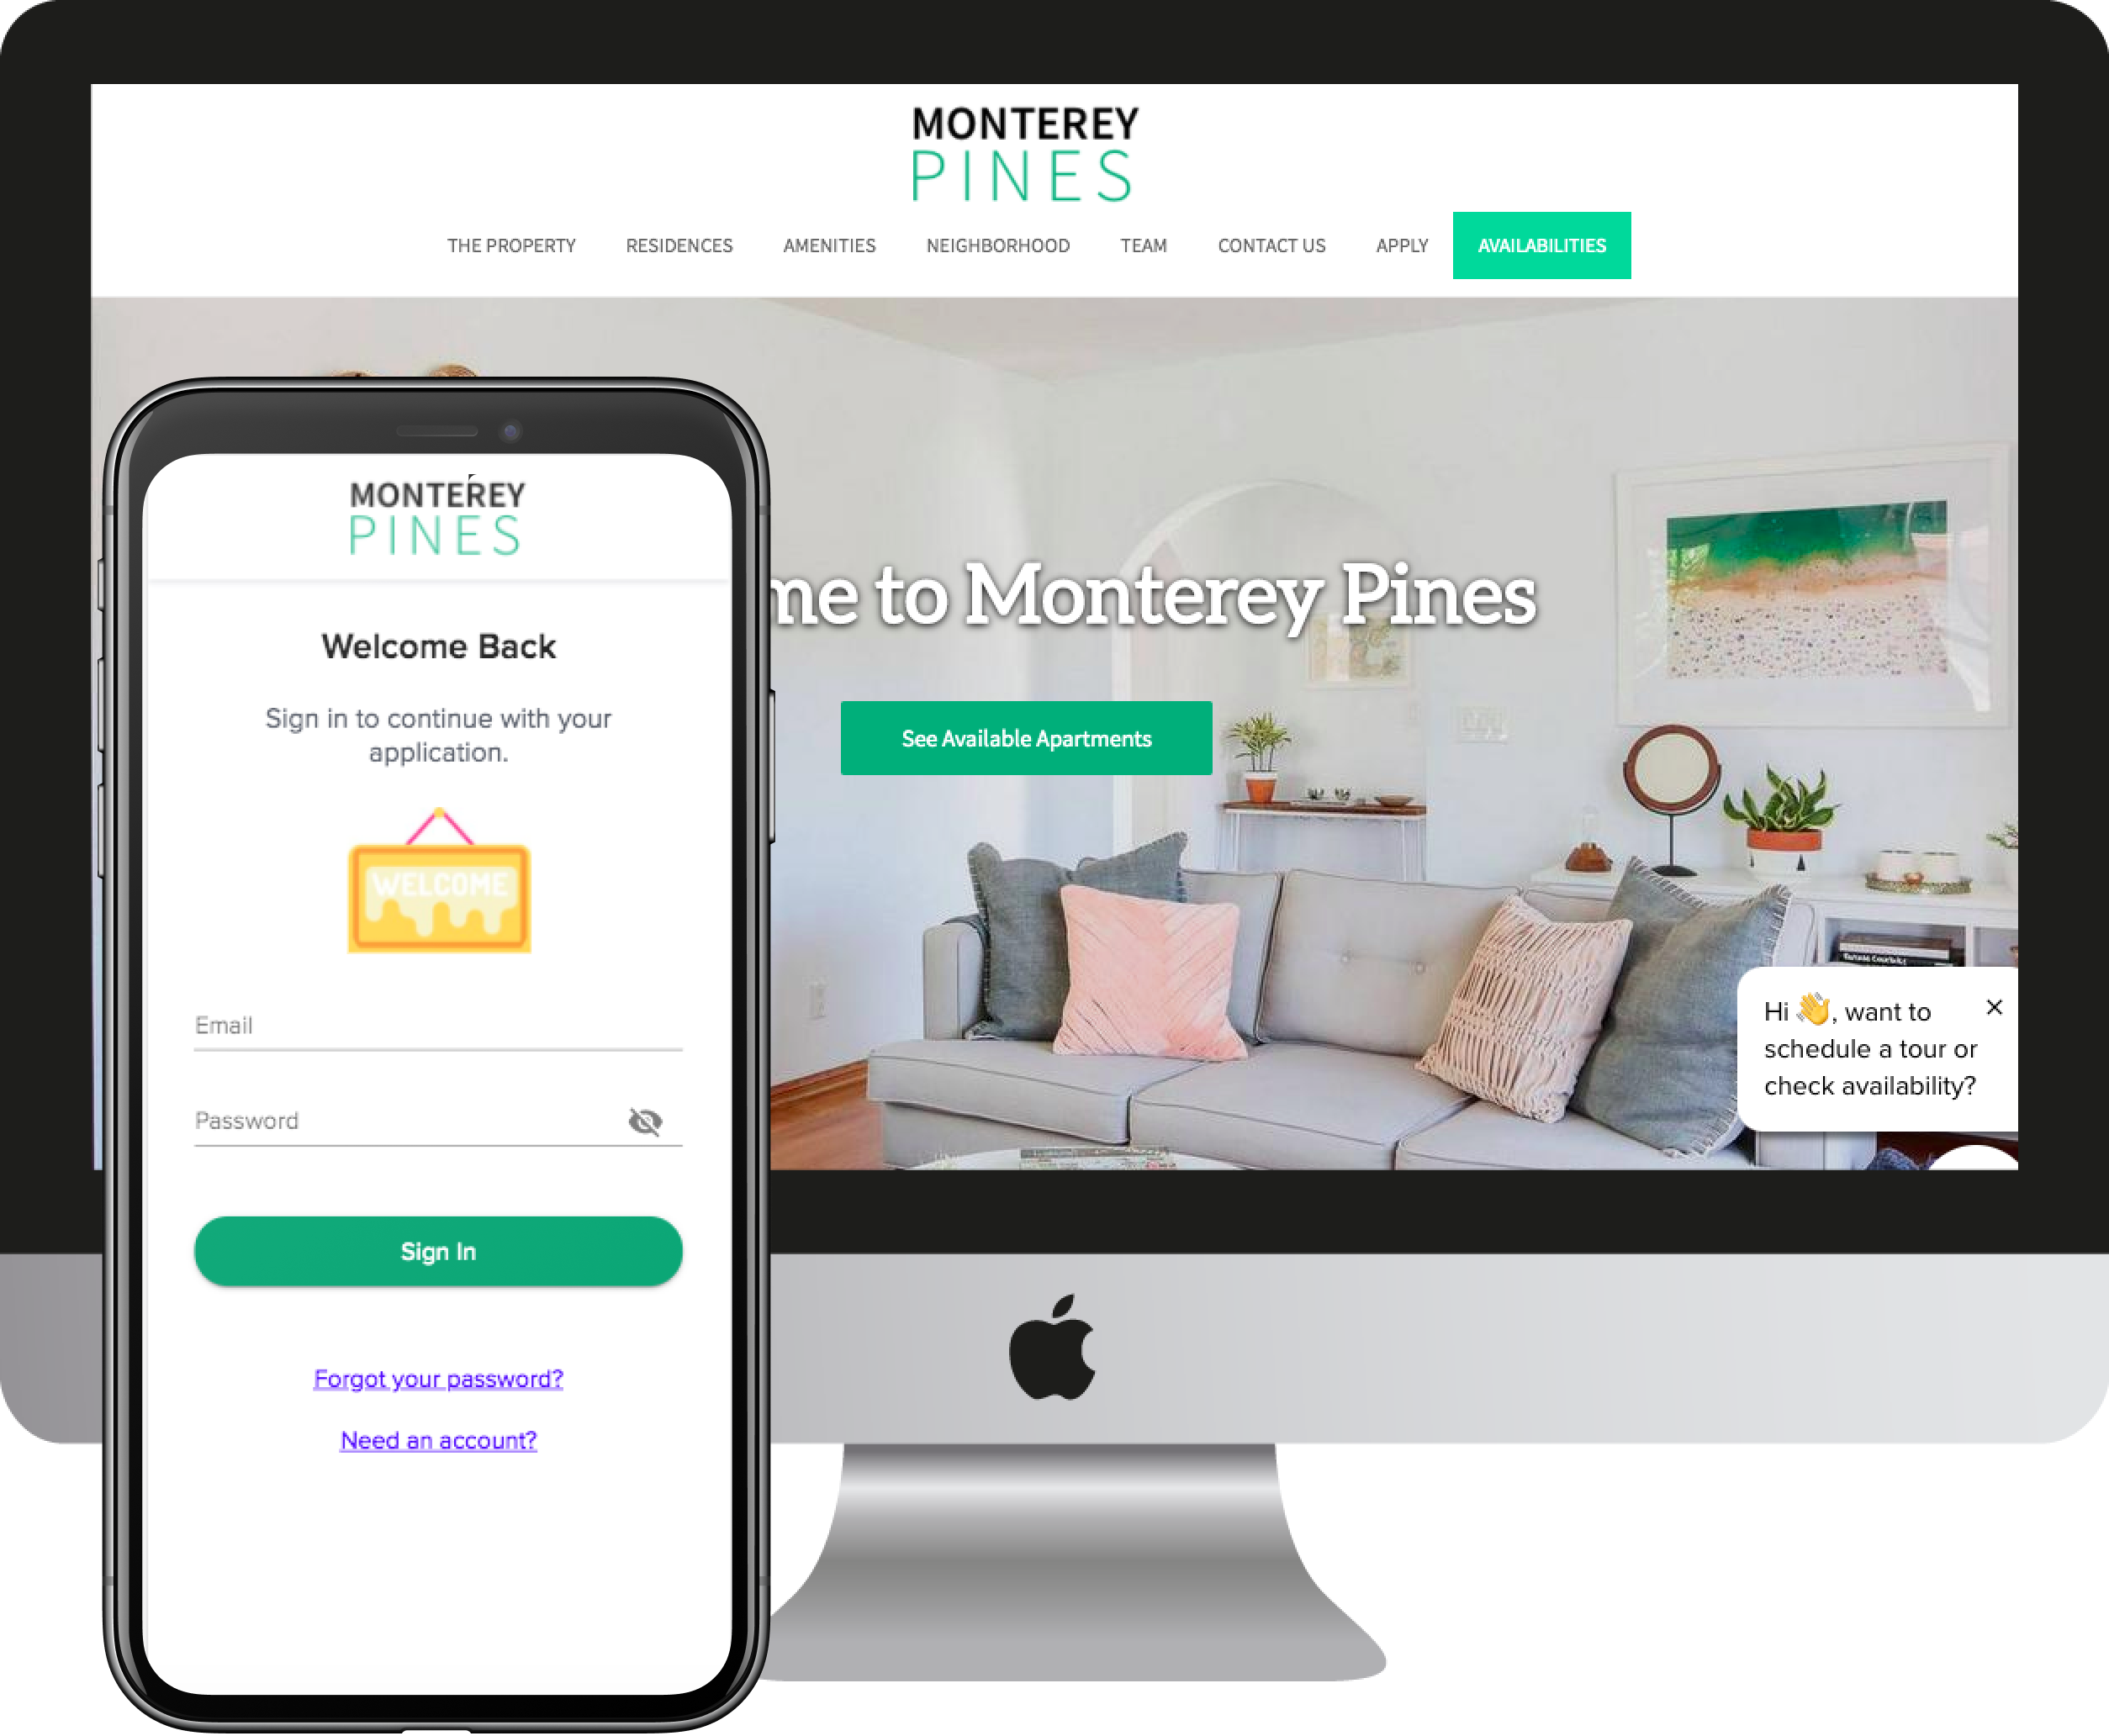 MONTEREY
PINES
THE PROPERTY RESIDENCES AMENITIES NEIGHBORHOOD TEAM CONTACT US APPLY AVAILABILITIES
me to Monterey Pines
See Available Apartments
Hi 👋, want to
schedule a tour or
check availability?
MONTEREY
PINES
Welcome Back
Sign in to continue with your
application.
WELCOME
Email
Password
Sign In
Forgot your password?
Need an account?